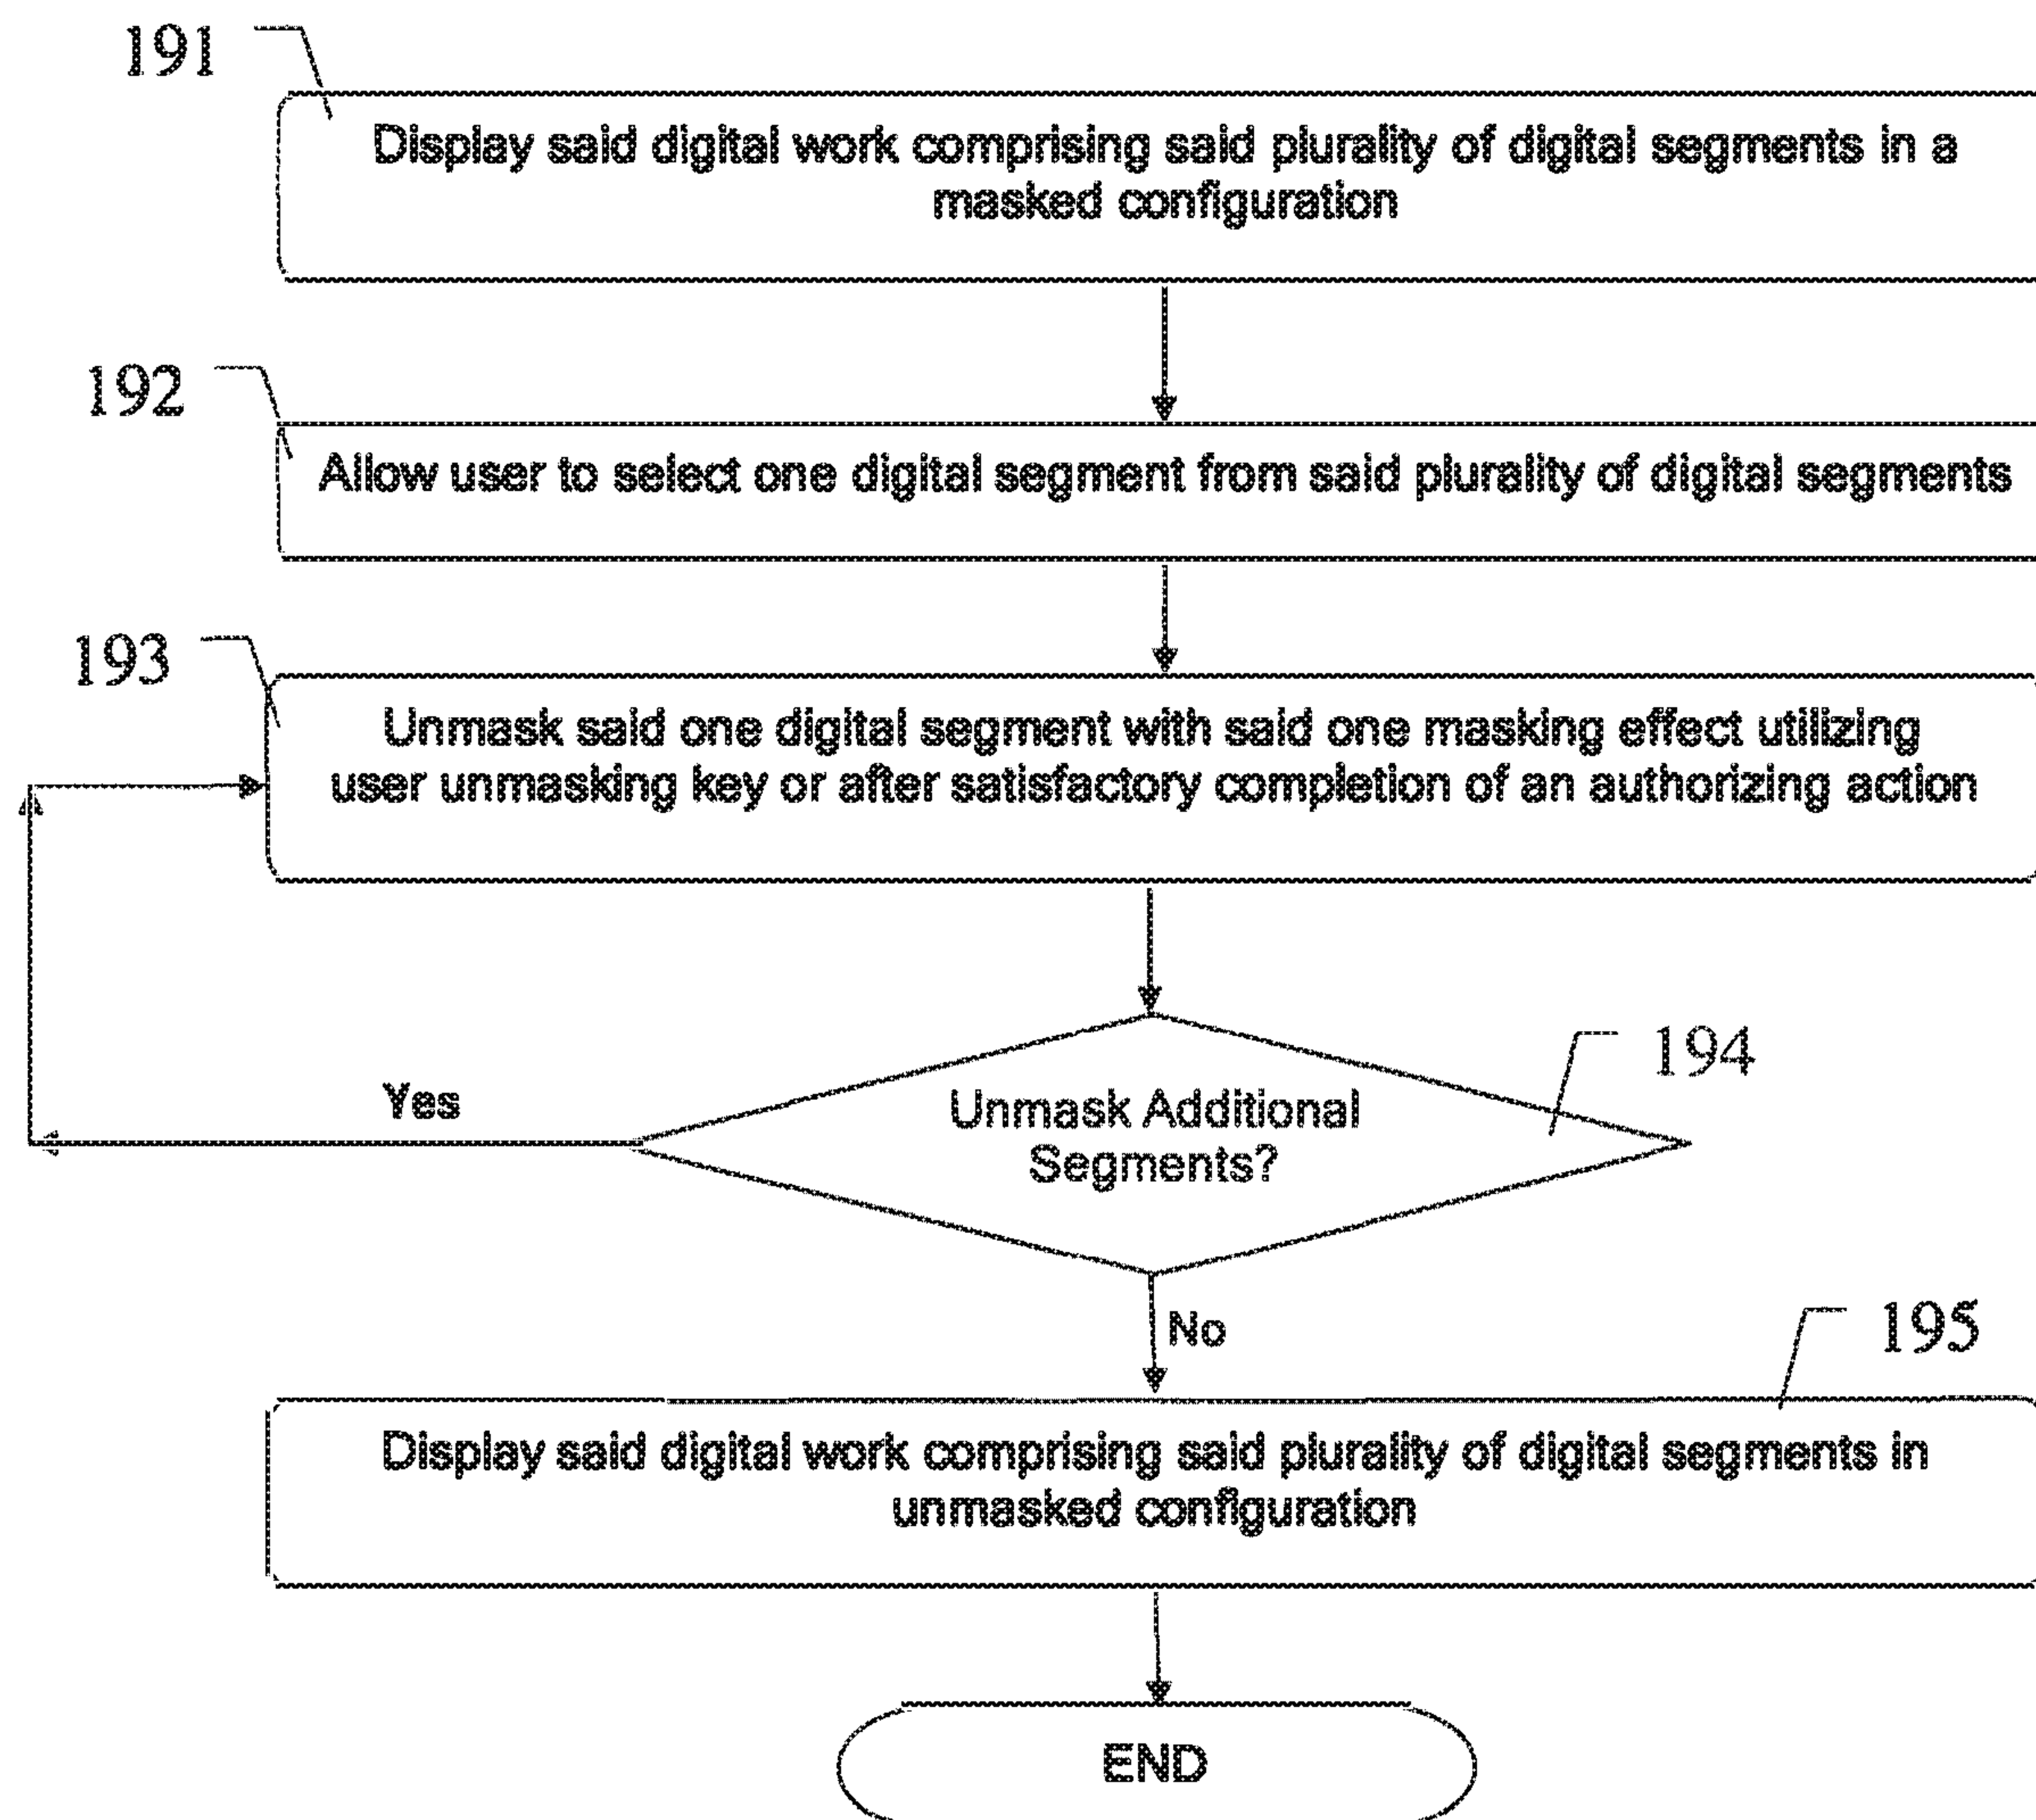 191
Display said digital work comprising said plurality of digital segments in a
masked configuration
192
Allow user to select one digital segment from said plurality of digital segments
193
Unmask said one digital segment with said one masking effect utilizing
user unmasking key or after satisfactory completion of an authorizing action
194
Unmask Additional
Segments?
Yes
No
195
Display said digital work comprising said plurality of digital segments in
unmasked configuration
END